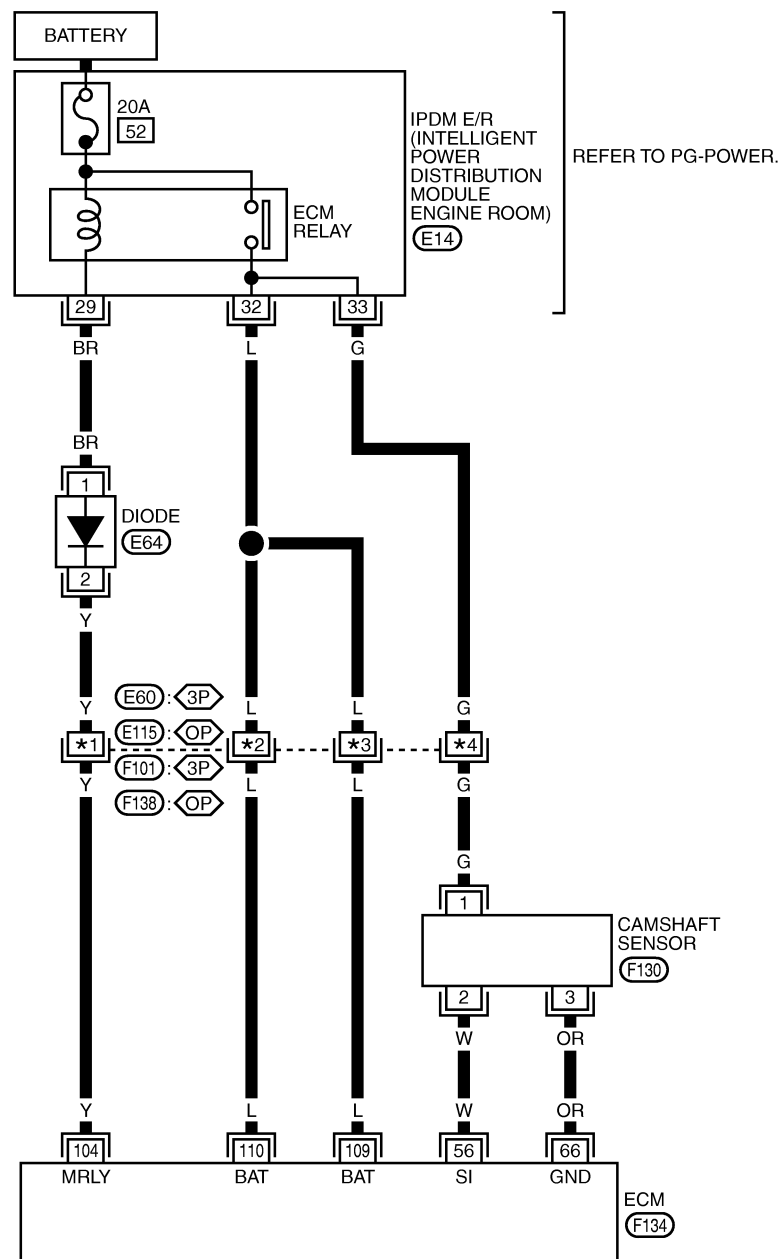 BATTERY
20A
52
IPDM E/R
(INTELLIGENT
POWER
DISTRIBUTION
MODULE
ENGINE ROOM)
E14
REFER TO PG-POWER.
ECM
RELAY
29 32 33
BR L G
BR
1
DIODE
E64
2
Y
E60 : 3P
Y L L G
E115 : OP
*1 *2 *3 *4
F101 : 3P
Y L L G
F138 : OP
G
1
CAMSHAFT
SENSOR
F130
2 3
W OR
Y L L W OR
104 110 109 56 66
MRLY BAT BAT SI GND
ECM
F134